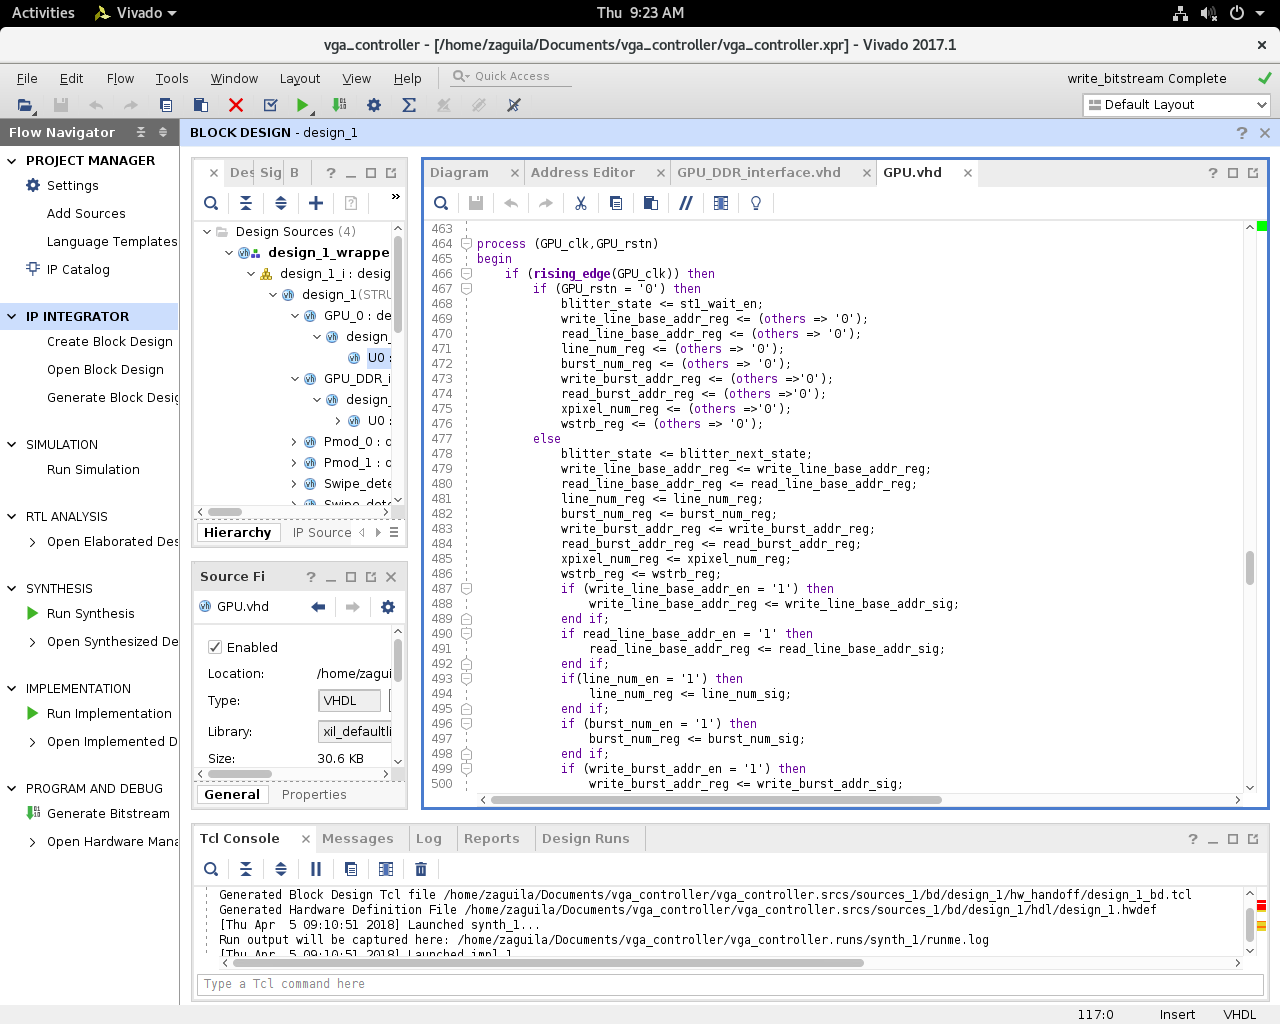 Activities Vivado Thu 9:23 AM
vga_controller - [/home/zaguila/Documents/vga_controller/vga_controller.xpr] - Vivado 2017.1
File Edit Flow Tools Window Layout View Help Quick Access write_bitstream Complete
Default Layout
Flow Navigator
BLOCK DESIGN - design_1
PROJECT MANAGER
Settings
Add Sources
Language Templates
IP Catalog
IP INTEGRATOR
Create Block Design
Open Block Design
Generate Block Desig
SIMULATION
Run Simulation
RTL ANALYSIS
Open Elaborated Des
SYNTHESIS
Run Synthesis
Open Synthesized De
IMPLEMENTATION
Run Implementation
Open Implemented D
PROGRAM AND DEBUG
Generate Bitstream
Open Hardware Mana
Des Sig B
Design Sources (4)
design_1_wrappe
design_1_i : desig
design_1(STRU
GPU_0 : de
design_
U0 :
GPU_DDR_i
design_
U0 :
Pmod_0 : d
Pmod_1 : d
Swipe_dete
Swipe_dete
Hierarchy IP Source
Source Fi
GPU.vhd
Enabled
Location: /home/zagui
Type: VHDL
Library: xil_defaultli
Size: 30.6 KB
General Properties
Diagram Address Editor GPU_DDR_interface.vhd GPU.vhd
463
464 process (GPU_clk,GPU_rstn)
465 begin
466 if (rising_edge(GPU_clk)) then
467 if (GPU_rstn = '0') then
468 blitter_state <= st1_wait_en;
469 write_line_base_addr_reg <= (others => '0');
470 read_line_base_addr_reg <= (others => '0');
471 line_num_reg <= (others => '0');
472 burst_num_reg <= (others => '0');
473 write_burst_addr_reg <= (others =>'0');
474 read_burst_addr_reg <= (others =>'0');
475 xpixel_num_reg <= (others =>'0');
476 wstrb_reg <= (others => '0');
477 else
478 blitter_state <= blitter_next_state;
479 write_line_base_addr_reg <= write_line_base_addr_reg;
480 read_line_base_addr_reg <= read_line_base_addr_reg;
481 line_num_reg <= line_num_reg;
482 burst_num_reg <= burst_num_reg;
483 write_burst_addr_reg <= write_burst_addr_reg;
484 read_burst_addr_reg <= read_burst_addr_reg;
485 xpixel_num_reg <= xpixel_num_reg;
486 wstrb_reg <= wstrb_reg;
487 if (write_line_base_addr_en = '1') then
488 write_line_base_addr_reg <= write_line_base_addr_sig;
489 end if;
490 if read_line_base_addr_en = '1' then
491 read_line_base_addr_reg <= read_line_base_addr_sig;
492 end if;
493 if(line_num_en = '1') then
494 line_num_reg <= line_num_sig;
495 end if;
496 if (burst_num_en = '1') then
497 burst_num_reg <= burst_num_sig;
498 end if;
499 if (write_burst_addr_en = '1') then
500 write_burst_addr_reg <= write_burst_addr_sig;
Tcl Console Messages Log Reports Design Runs
Generated Block Design Tcl file /home/zaguila/Documents/vga_controller/vga_controller.srcs/sources_1/bd/design_1/hw_handoff/design_1_bd.tcl
Generated Hardware Definition File /home/zaguila/Documents/vga_controller/vga_controller.srcs/sources_1/bd/design_1/hdl/design_1.hwdef
[Thu Apr  5 09:10:51 2018] Launched synth_1...
Run output will be captured here: /home/zaguila/Documents/vga_controller/vga_controller.runs/synth_1/runme.log
[Thu Apr  5 09:10:51 2018] Launched impl_1
Type a Tcl command here
117:0 Insert VHDL